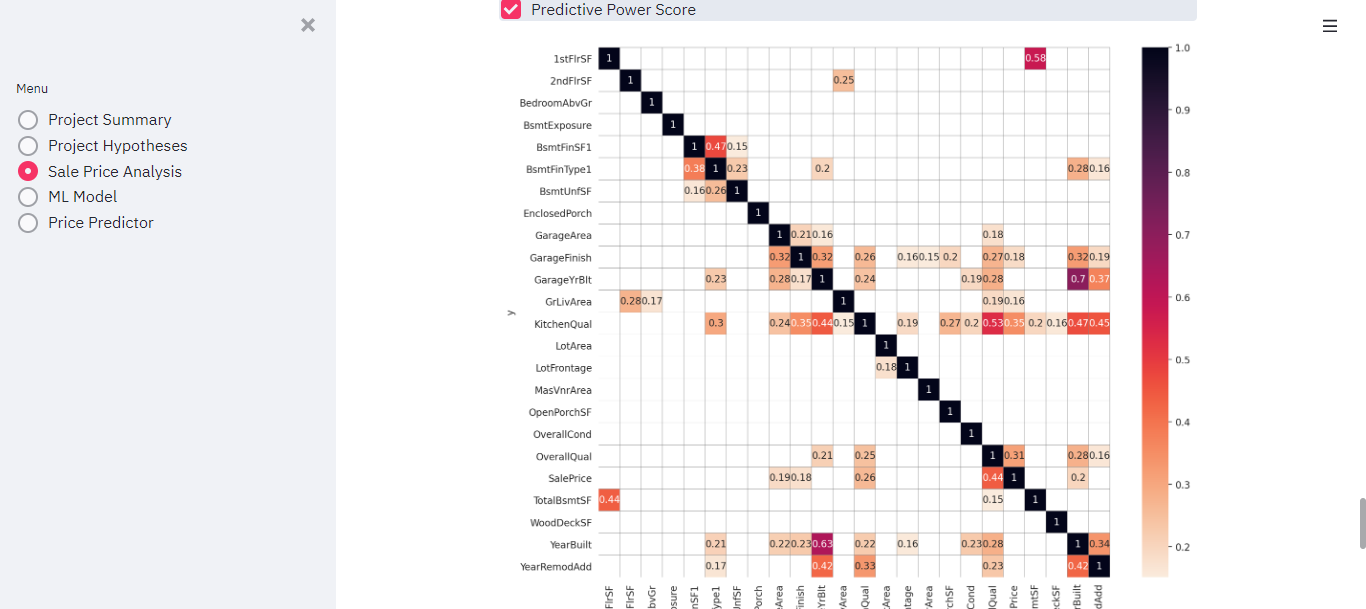 ×
Predictive Power Score
Menu
Project Summary
Project Hypotheses
Sale Price Analysis
ML Model
Price Predictor
1stFlrSF 1 0.58
2ndFlrSF 1 0.25
BedroomAbvGr 1
BsmtExposure 1
BsmtFinSF1 1 0.47 0.15
BsmtFinType1 0.38 1 0.23 0.2 0.28 0.16
BsmtUnfSF 0.16 0.26 1
EnclosedPorch 1
GarageArea 1 0.21 0.16 0.18
GarageFinish 0.32 1 0.32 0.26 0.16 0.15 0.2 0.27 0.18 0.32 0.19
GarageYrBlt 0.23 0.28 0.17 1 0.24 0.19 0.28 0.7 0.37
GrLivArea 0.28 0.17 1 0.19 0.16
y
KitchenQual 0.3 0.24 0.35 0.44 0.15 1 0.19 0.27 0.2 0.53 0.35 0.2 0.16 0.47 0.45
LotArea 1
LotFrontage 0.18 1
MasVnrArea 1
OpenPorchSF 1
OverallCond 1
OverallQual 0.21 0.25 1 0.31 0.28 0.16
SalePrice 0.19 0.18 0.26 0.44 1 0.2
TotalBsmtSF 0.44 0.15 1
WoodDeckSF 1
YearBuilt 0.21 0.22 0.23 0.63 0.22 0.16 0.23 0.28 1 0.34
YearRemodAdd 0.17 0.42 0.33 0.23 0.42 1
FlrSF FlrSF bvGr sure nSF1 ype1 nfSF Porch Area inish YrBlt Area Qual Area tage Area chSF Cond lQual Price mtSF ckSF Built dAdd
1.0
0.9
0.8
0.7
0.6
0.5
0.4
0.3
0.2